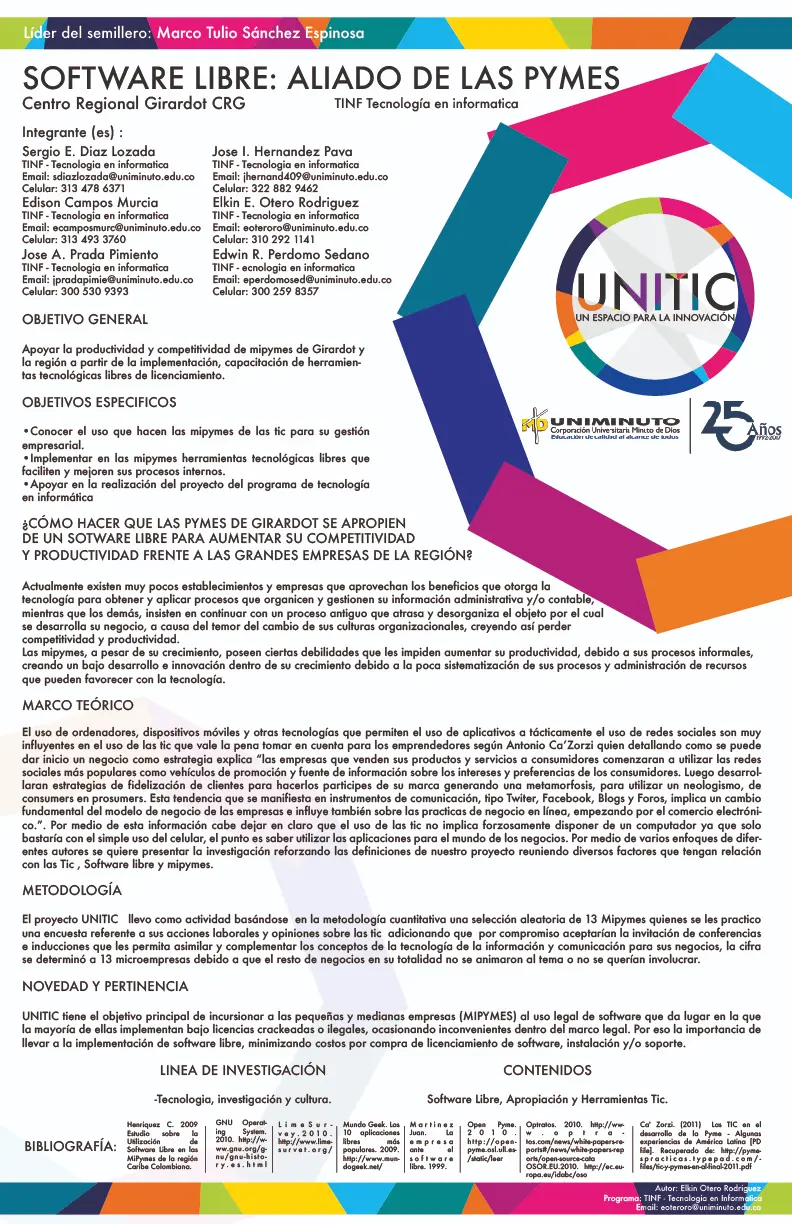 Líder del semillero: Marco Tulio Sánchez Espinosa
SOFTWARE LIBRE: ALIADO DE LAS PYMES
Centro Regional Girardot CRG
TINF Tecnología en informatica
Integrante (es) :
Sergio E. Diaz Lozada
TINF - Tecnologia en informatica
Email: sdiazlozada@uniminuto.edu.co
Celular: 313 478 6371
Edison Campos Murcia
TINF - Tecnologia en informatica
Email: ecamposmurc@uniminuto.edu.co
Celular: 313 493 3760
Jose A. Prada Pimiento
TINF - Tecnologia en informatica
Email: jpradapimie@uniminuto.edu.co
Celular: 300 530 9393
Jose I. Hernandez Pava
TINF - Tecnologia en informatica
Email: jhernand409@uniminuto.edu.co
Celular: 322 882 9462
Elkin E. Otero Rodriguez
TINF - Tecnologia en informatica
Email: eoteroro@uniminuto.edu.co
Celular: 310 292 1141
Edwin R. Perdomo Sedano
TINF - ecnologia en informatica
Email: eperdomosed@uniminuto.edu.co
Celular: 300 259 8357
UNITIC
UN ESPACIO PARA LA INNOVACIÓN
UNIMINUTO
Corporación Universitaria Minuto de Dios
Educación de calidad al alcance de todos
25 Años
1992-2017
OBJETIVO GENERAL
Apoyar la productividad y competitividad de mipymes de Girardot y
la región a partir de la implementación, capacitación de herramien-
tas tecnológicas libres de licenciamiento.
OBJETIVOS ESPECIFICOS
•Conocer el uso que hacen las mipymes de las tic para su gestión
empresarial.
•Implementar en las mipymes herramientas tecnológicas libres que
faciliten y mejoren sus procesos internos.
•Apoyar en la realización del proyecto del programa de tecnología
en informática
¿CÓMO HACER QUE LAS PYMES DE GIRARDOT SE APROPIEN
DE UN SOTWARE LIBRE PARA AUMENTAR SU COMPETITIVIDAD
Y PRODUCTIVIDAD FRENTE A LAS GRANDES EMPRESAS DE LA REGIÓN?
Actualmente existen muy pocos establecimientos y empresas que aprovechan los beneficios que otorga la
tecnología para obtener y aplicar procesos que organicen y gestionen su información administrativa y/o contable,
mientras que los demás, insisten en continuar con un proceso antiguo que atrasa y desorganiza el objeto por el cual
se desarrolla su negocio, a causa del temor del cambio de sus culturas organizacionales, creyendo así perder
competitividad y productividad.
Las mipymes, a pesar de su crecimiento, poseen ciertas debilidades que les impiden aumentar su productividad, debido a sus procesos informales,
creando un bajo desarrollo e innovación dentro de su crecimiento debido a la poca sistematización de sus procesos y administración de recursos
que pueden favorecer con la tecnología.
MARCO TEÓRICO
El uso de ordenadores, dispositivos móviles y otras tecnologías que permiten el uso de aplicativos a tácticamente el uso de redes sociales son muy
influyentes en el uso de las tic que vale la pena tomar en cuenta para los emprendedores según Antonio Ca’Zorzi quien detallando como se puede
dar inicio un negocio como estrategia explica “las empresas que venden sus productos y servicios a consumidores comenzaran a utilizar las redes
sociales más populares como vehículos de promoción y fuente de información sobre los intereses y preferencias de los consumidores. Luego desarrol-
laran estrategias de fidelización de clientes para hacerlos participes de su marca generando una metamorfosis, para utilizar un neologismo, de
consumers en prosumers. Esta tendencia que se manifiesta en instrumentos de comunicación, tipo Twiter, Facebook, Blogs y Foros, implica un cambio
fundamental del modelo de negocio de las empresas e influye también sobre las practicas de negocio en línea, empezando por el comercio electróni-
co.”. Por medio de esta información cabe dejar en claro que el uso de las tic no implica forzosamente disponer de un computador ya que solo
bastaría con el simple uso del celular, el punto es saber utilizar las aplicaciones para el mundo de los negocios. Por medio de varios enfoques de difer-
entes autores se quiere presentar la investigación reforzando las definiciones de nuestro proyecto reuniendo diversos factores que tengan relación
con las Tic , Software libre y mipymes.
METODOLOGÍA
El proyecto UNITIC llevo como actividad basándose en la metodología cuantitativa una selección aleatoria de 13 Mipymes quienes se les practico
una encuesta referente a sus acciones laborales y opiniones sobre las tic adicionando que por compromiso aceptarían la invitación de conferencias
e inducciones que les permita asimilar y complementar los conceptos de la tecnología de la información y comunicación para sus negocios, la cifra
se determinó a 13 microempresas debido a que el resto de negocios en su totalidad no se animaron al tema o no se querían involucrar.
NOVEDAD Y PERTINENCIA
UNITIC tiene el objetivo principal de incursionar a las pequeñas y medianas empresas (MIPYMES) al uso legal de software que da lugar en la que
la mayoría de ellas implementan bajo licencias crackeadas o ilegales, ocasionando inconvenientes dentro del marco legal. Por eso la importancia de
llevar a la implementación de software libre, minimizando costos por compra de licenciamiento de software, instalación y/o soporte.
LINEA DE INVESTIGACIÓN
-Tecnologia, investigación y cultura.
CONTENIDOS
Software Libre, Apropiación y Herramientas Tic.
BIBLIOGRAFÍA:
Henriquez C. 2009
Estudio sobre la
Utilización de
Software Libre en las
MiPymes de la región
Caribe Colombiana.
GNU Operat-
ing System.
2010. http://w-
ww.gnu.org/g-
nu/gnu-histo-
ry.es.html
LimeSur-
vey.2010.
http://www.lime-
survet.org/
Mundo Geek. Los
10 aplicaciones
libres más
populares. 2009.
http://www.mun-
dogeek.net/
Martinez
Juan. La
empresa
ante el
software
libre. 1999.
Open Pyme.
2010.
http://open-
pyme.osl.ull.es-
/static/leer
Optratos. 2010. http://ww-
w.optra-
tos.com/news/white-papers-re-
ports#/news/white-papers-rep
orts/open-source-cata
OSOR.EU.2010. http://ec.eu-
ropa.eu/idabc/oso
Ca’ Zorzi. (2011) Las TIC en el
desarrollo de la Pyme - Algunas
experiencias de América Latina [PD
File]. Recuperado de: http://pyme-
spracticas.typepad.com/-
files/tic-y-pymes-en-al-final-2011.pdf
Autor: Elkin Otero Rodriguez
Programa: TINF - Tecnologia en Informatica
Email: eoteroro@uniminuto.edu.co